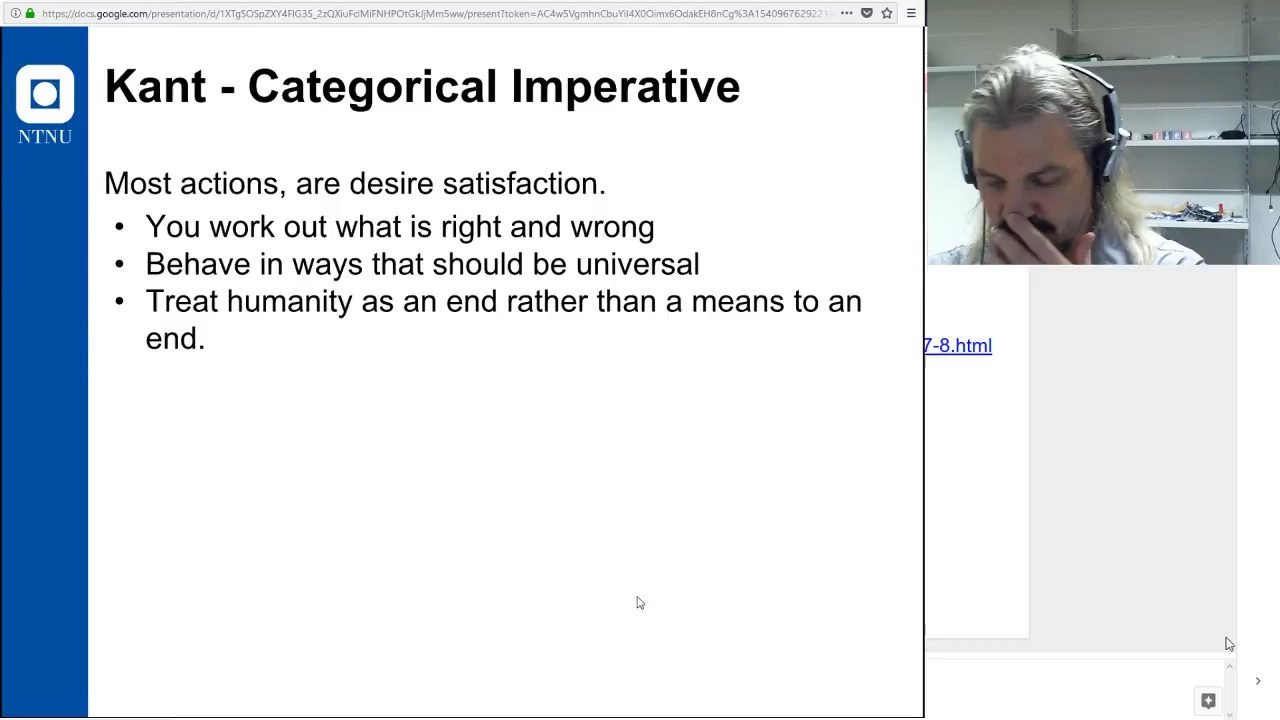 Kant - Categorical Imperative
NTNU
Most actions, are desire satisfaction.
• You work out what is right and wrong
• Behave in ways that should be universal
• Treat humanity as an end rather than a means to an
end.
7-8.html